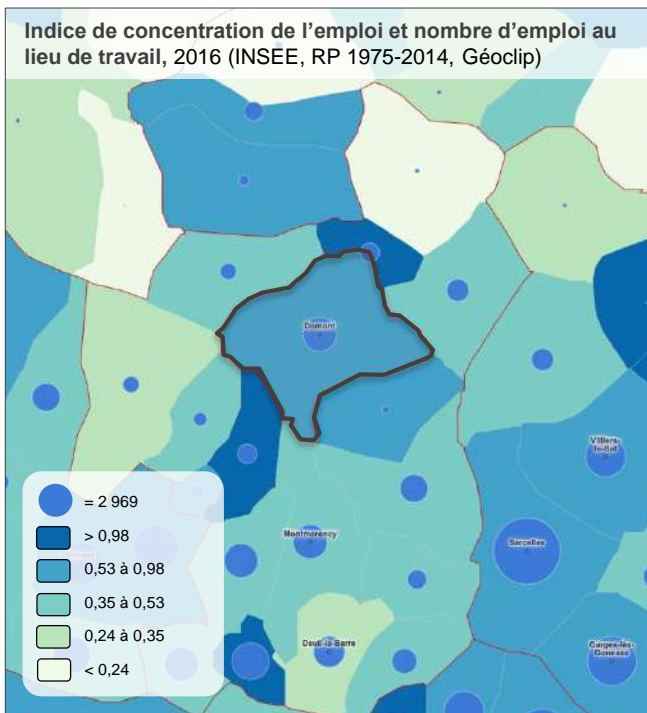 Indice de concentration de l'emploi et nombre d'emploi au
lieu de travail, 2016 (INSEE, RP 1975-2014, Géoclip)
Domont
Villiers-
le-Bel
Sarcelles
Montmorency
Deuil-la-Barre
Garges-lès-
Gonesse
= 2 969
> 0,98
0,53 à 0,98
0,35 à 0,53
0,24 à 0,35
< 0,24